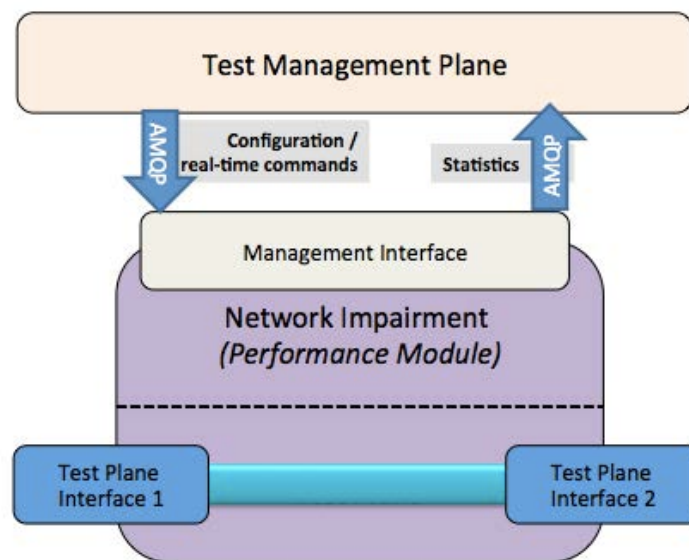 Test Management Plane
AMQP
Configuration /
real-time commands
Statistics
AMQP
Management Interface
Network Impairment
(Performance Module)
Test Plane
Interface 1
Test Plane
Interface 2